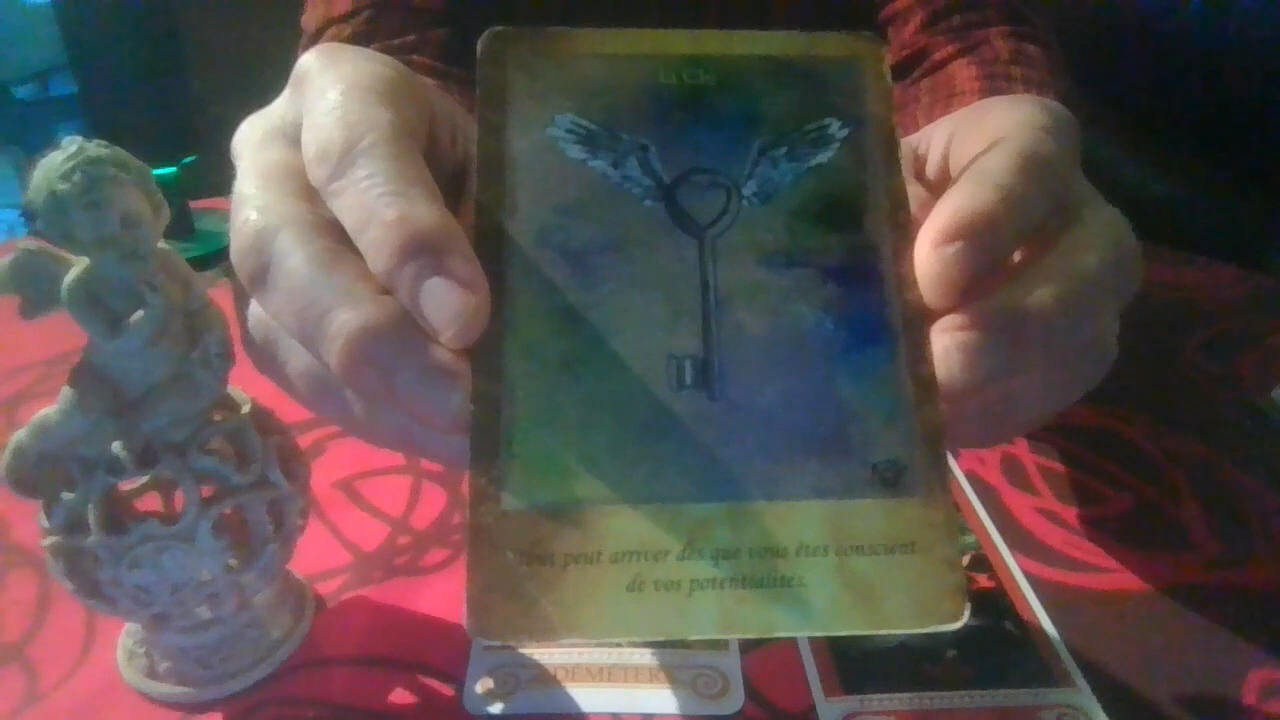 La Clé
Tout peut arriver dès que vous êtes conscient
de vos potentialités.
DÉMÉTER